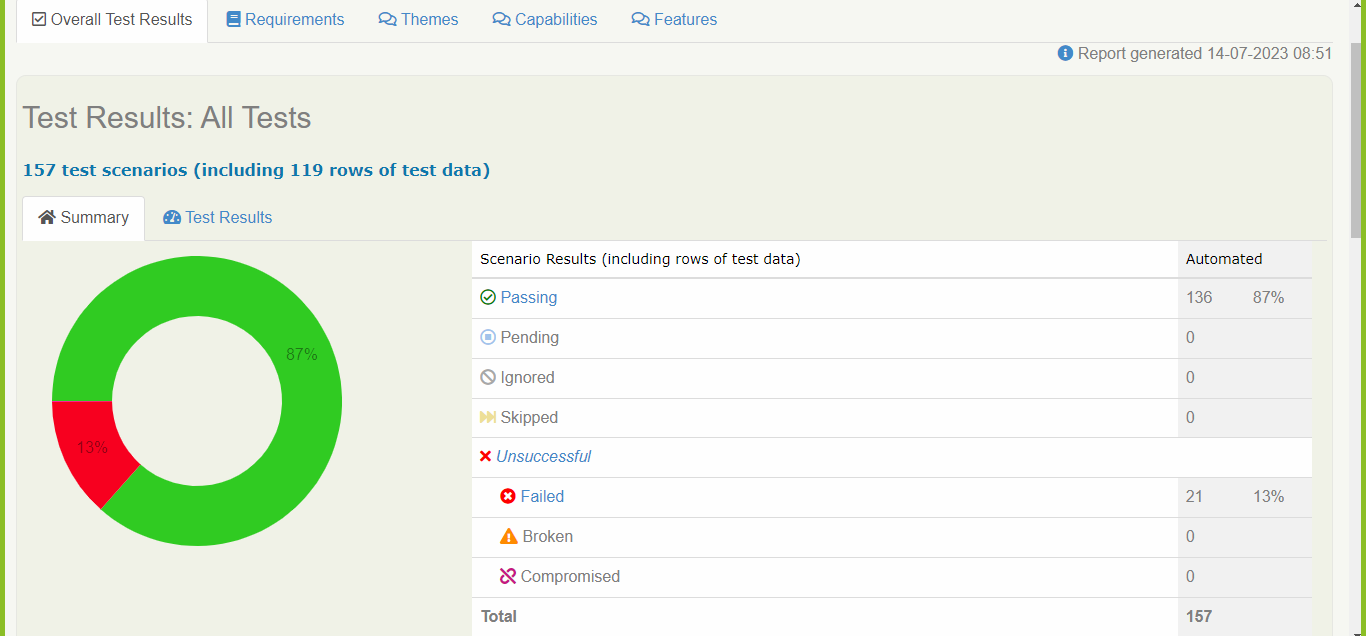 Overall Test Results Requirements Themes Capabilities Features
Report generated 14-07-2023 08:51
Test Results: All Tests
157 test scenarios (including 119 rows of test data)
Summary Test Results
Scenario Results (including rows of test data) Automated
Passing 136 87%
Pending 0
87%
Ignored 0
Skipped 0
13%
Unsuccessful
Failed 21 13%
Broken 0
Compromised 0
Total 157